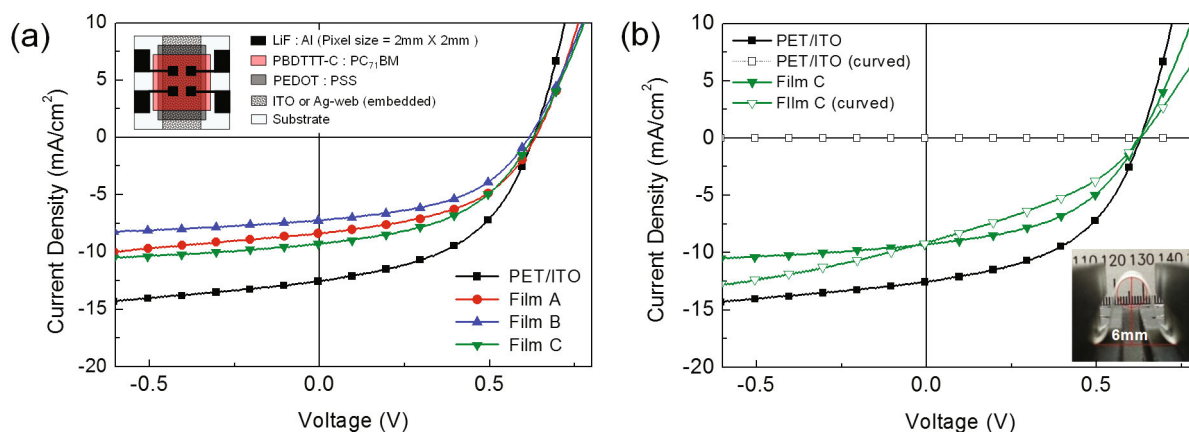 (a)
LiF : Al (Pixel size = 2mm X 2mm )
PBDTTT-C : PC₇₁BM
PEDOT : PSS
ITO or Ag-web (embedded)
Substrate
PET/ITO
Film A
Film B
Film C
10
5
0
-5
-10
-15
-20
-0.5
0.0
0.5
Current Density (mA/cm²)
Voltage (V)
(b)
PET/ITO
PET/ITO (curved)
Film C
FIlm C (curved)
110 120 130 140
6mm
10
5
0
-5
-10
-15
-20
-0.5
0.0
0.5
Current Density (mA/cm²)
Voltage (V)